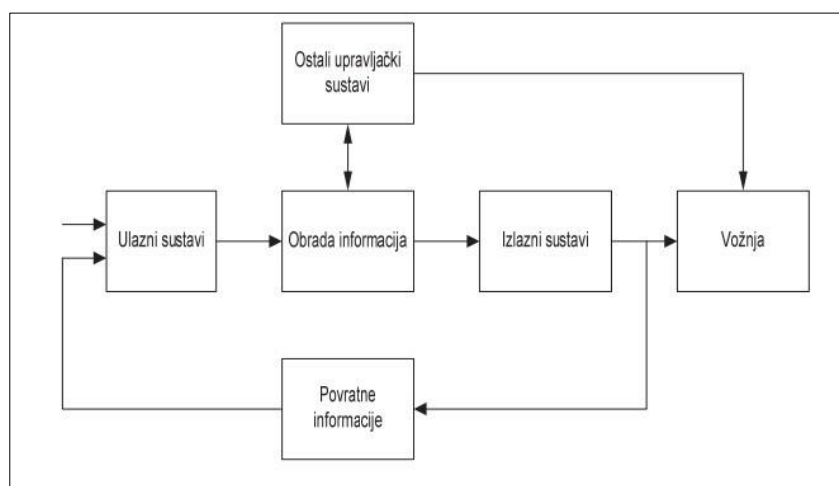 Ostali upravljački
sustavi
Ulazni sustavi
Obrada informacija
Izlazni sustavi
Vožnja
Povratne
informacije